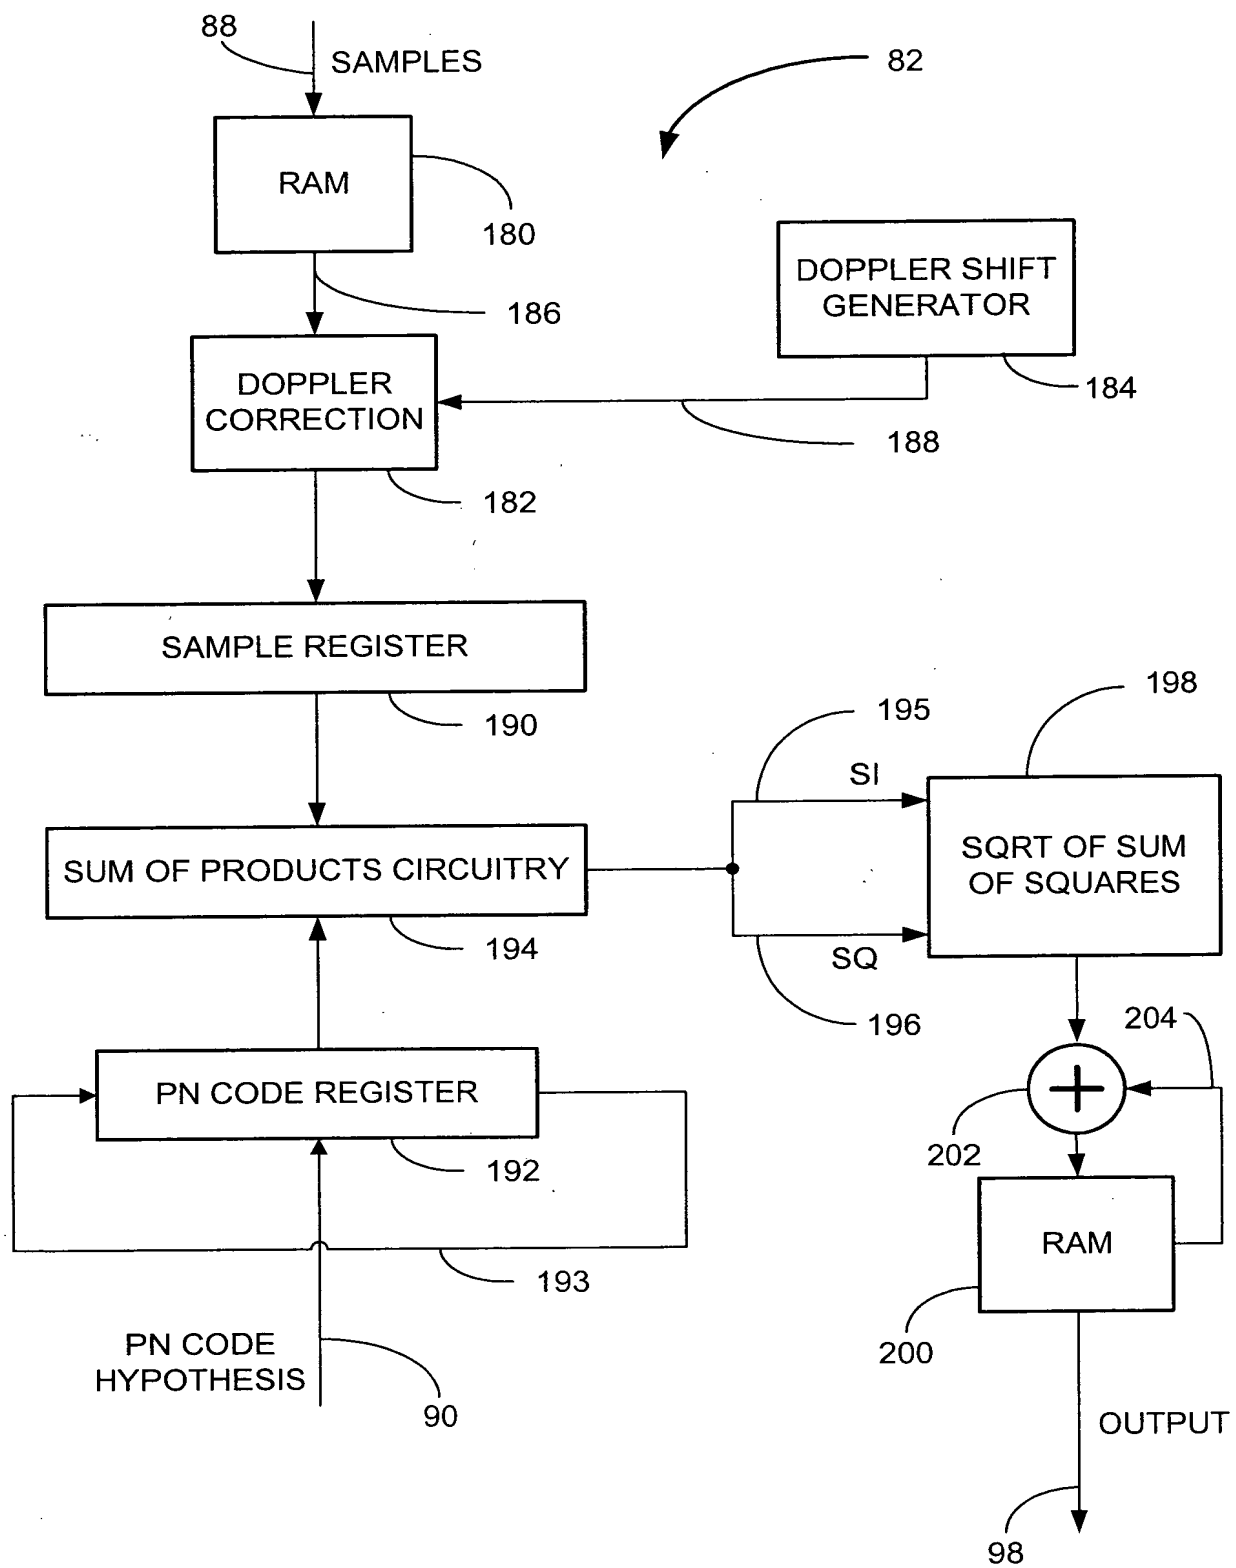 88
SAMPLES
82
RAM
180
DOPPLER SHIFT
GENERATOR
186
184
DOPPLER
CORRECTION
188
182
SAMPLE REGISTER
190
195
198
SI
SUM OF PRODUCTS CIRCUITRY
SQRT OF SUM
OF SQUARES
194
SQ
196
204
PN CODE REGISTER
192
202
193
RAM
PN CODE
HYPOTHESIS
200
90
OUTPUT
98